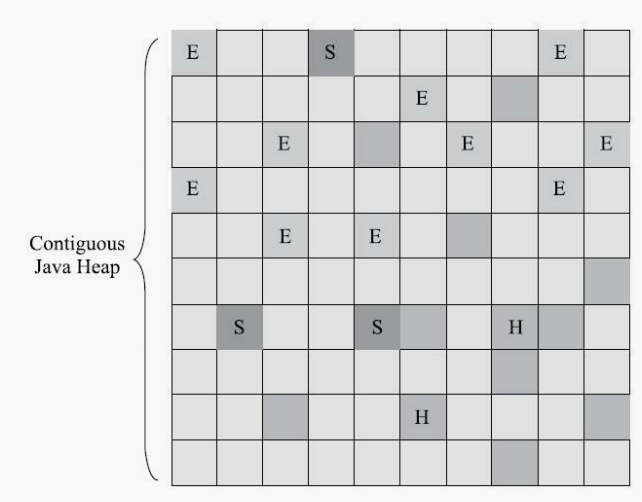 E S E
E
E E E
E E
Contiguous
Java Heap
E E
S S H
H